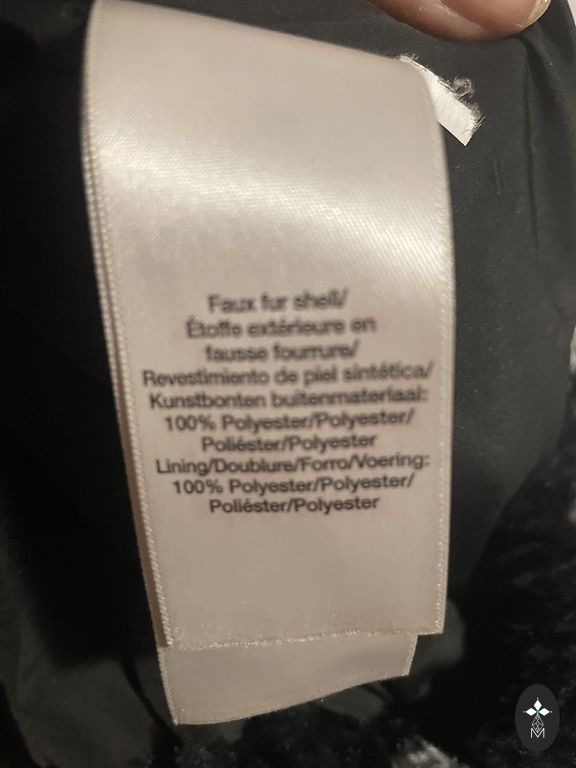 Faux fur shell/
Étoffe extérieure en
fausse fourrure/
Revestimiento de piel sintética/
Kunstbonten buitenmateriaal:
100% Polyester/Polyester/
Poliéster/Polyester
Lining/Doublure/Forro/Voering:
100% Polyester/Polyester/
Poliéster/Polyester
M